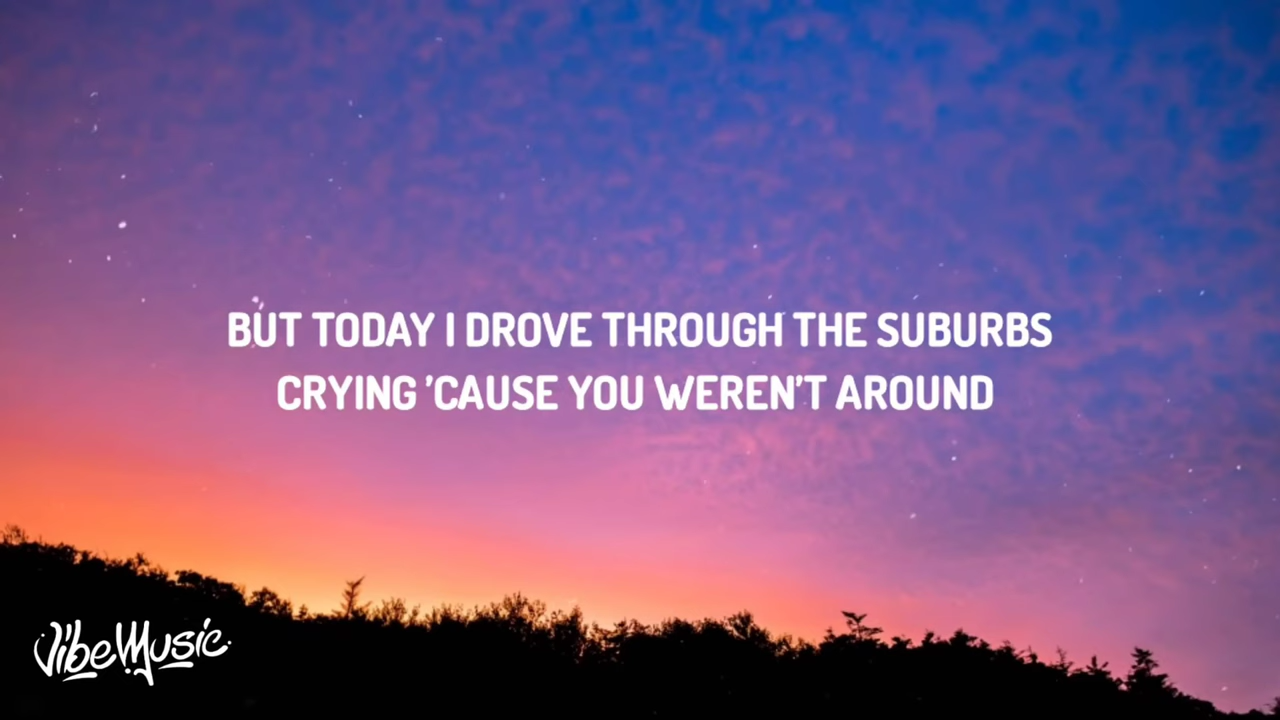 BUT TODAY I DROVE THROUGH THE SUBURBS
CRYING ’CAUSE YOU WEREN’T AROUND
VibeMusic